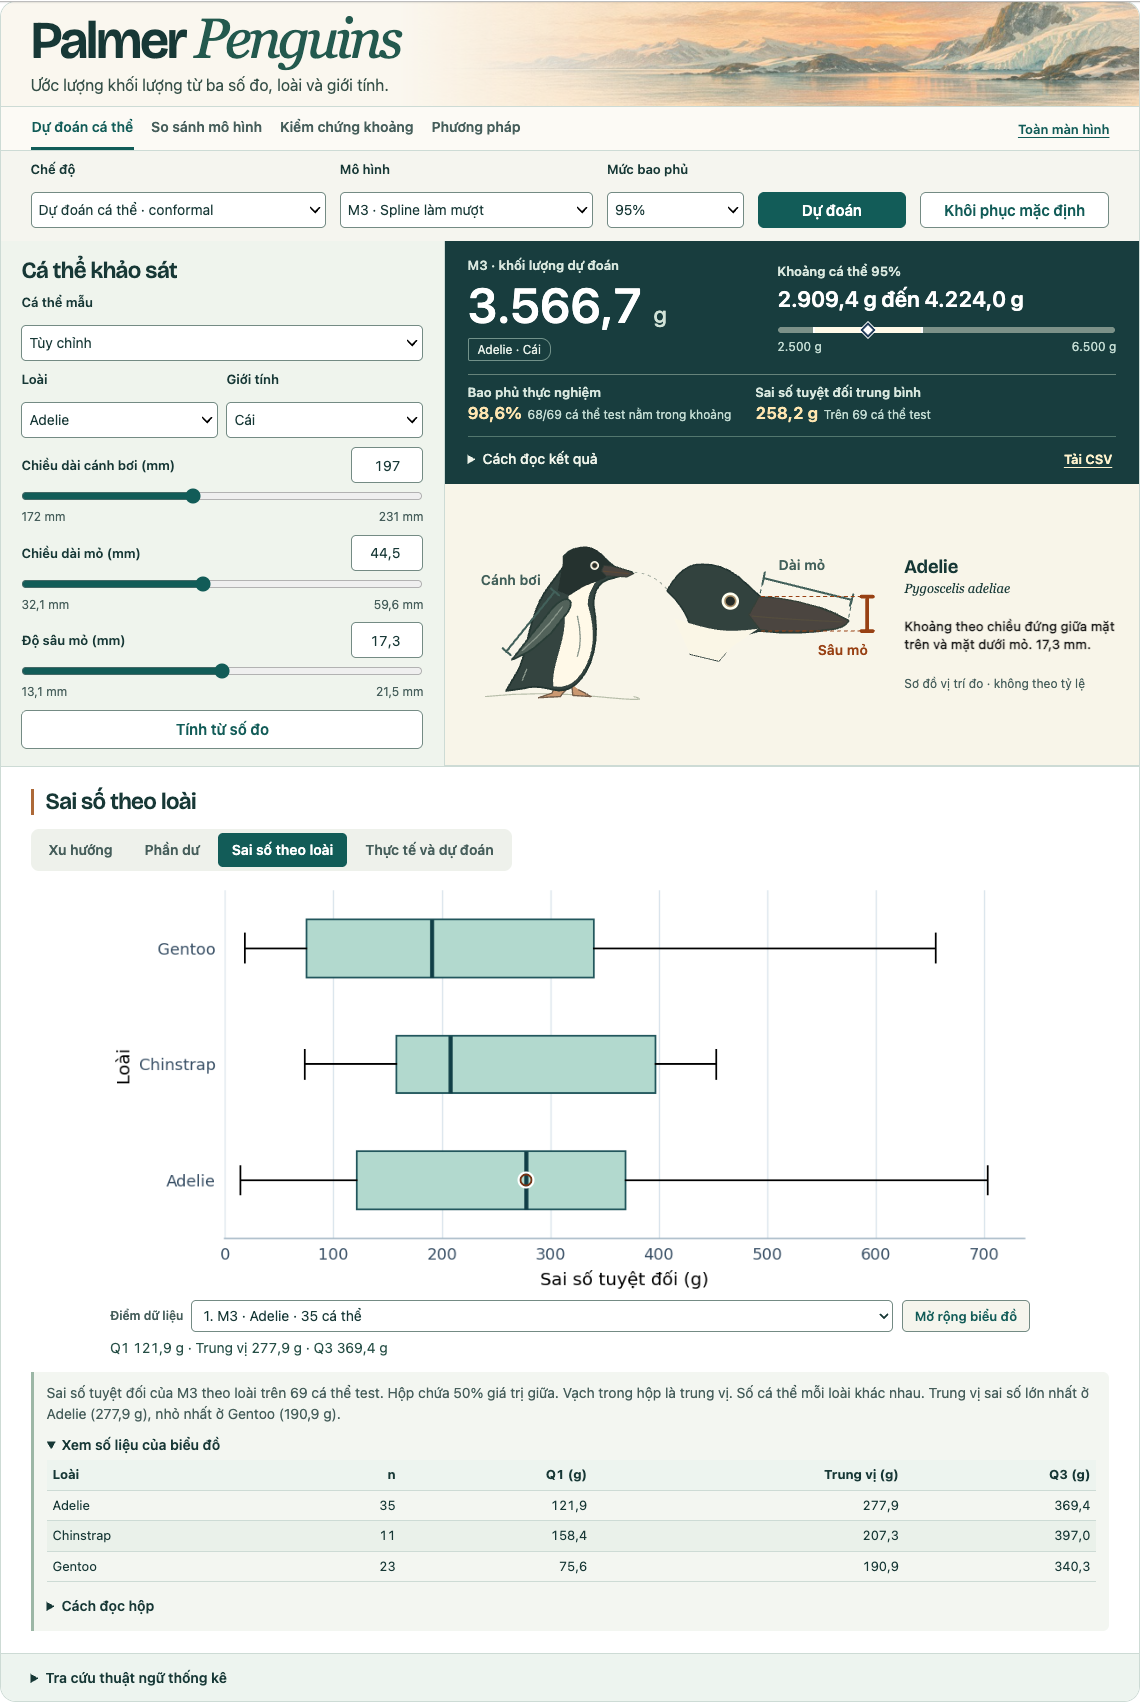 Palmer Penguins
Ước lượng khối lượng từ ba số đo, loài và giới tính.
Dự đoán cá thể So sánh mô hình Kiểm chứng khoảng Phương pháp Toàn màn hình
Chế độ Mô hình Mức bao phủ
Dự đoán cá thể · conformal M3 · Spline làm mượt 95% Dự đoán Khôi phục mặc định
Cá thể khảo sát
Cá thể mẫu
Tùy chỉnh
Loài Giới tính
Adelie Cái
Chiều dài cánh bơi (mm) 197
172 mm 231 mm
Chiều dài mỏ (mm) 44,5
32,1 mm 59,6 mm
Độ sâu mỏ (mm) 17,3
13,1 mm 21,5 mm
Tính từ số đo
M3 · khối lượng dự đoán
3.566,7 g
Adelie · Cái
Khoảng cá thể 95%
2.909,4 g đến 4.224,0 g
2.500 g 6.500 g
Bao phủ thực nghiệm
98,6% 68/69 cá thể test nằm trong khoảng
Sai số tuyệt đối trung bình
258,2 g Trên 69 cá thể test
Cách đọc kết quả Tải CSV
Cánh bơi
Dài mỏ
Sâu mỏ
Adelie
Pygoscelis adeliae
Khoảng theo chiều đứng giữa mặt
trên và mặt dưới mỏ. 17,3 mm.
Sơ đồ vị trí đo · không theo tỷ lệ
Sai số theo loài
Xu hướng Phần dư Sai số theo loài Thực tế và dự đoán
Gentoo
Chinstrap
Adelie
Loài
0 100 200 300 400 500 600 700
Sai số tuyệt đối (g)
Điểm dữ liệu 1. M3 · Adelie · 35 cá thể Mở rộng biểu đồ
Q1 121,9 g · Trung vị 277,9 g · Q3 369,4 g
Sai số tuyệt đối của M3 theo loài trên 69 cá thể test. Hộp chứa 50% giá trị giữa. Vạch trong hộp là trung vị. Số cá thể mỗi loài khác nhau. Trung vị sai số lớn nhất ở
Adelie (277,9 g), nhỏ nhất ở Gentoo (190,9 g).
Xem số liệu của biểu đồ
Loài n Q1 (g) Trung vị (g) Q3 (g)
Adelie 35 121,9 277,9 369,4
Chinstrap 11 158,4 207,3 397,0
Gentoo 23 75,6 190,9 340,3
Cách đọc hộp
Tra cứu thuật ngữ thống kê